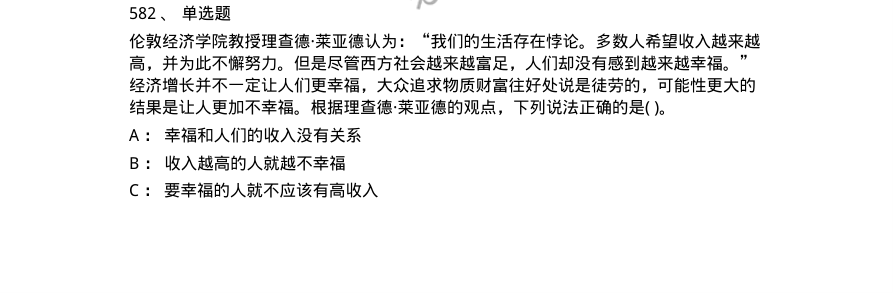 582 、 单选题
伦敦经济学院教授理查德·莱亚德认为：“我们的生活存在悖论。多数人希望收入越来越
高，并为此不懈努力。但是尽管西方社会越来越富足，人们却没有感到越来越幸福。”
经济增长并不一定让人们更幸福，大众追求物质财富往好处说是徒劳的，可能性更大的
结果是让人更加不幸福。根据理查德·莱亚德的观点，下列说法正确的是( )。
A ： 幸福和人们的收入没有关系
B ： 收入越高的人就越不幸福
C ： 要幸福的人就不应该有高收入